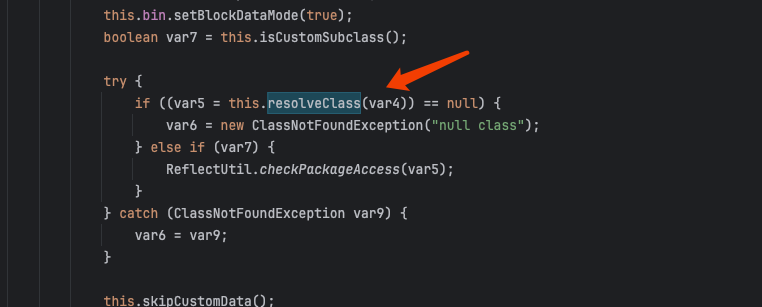 this.bin.setBlockDataMode(true);
boolean var7 = this.isCustomSubclass();
try {
if ((var5 = this.resolveClass(var4)) == null) {
var6 = new ClassNotFoundException("null class");
} else if (var7) {
ReflectUtil.checkPackageAccess(var5);
}
} catch (ClassNotFoundException var9) {
var6 = var9;
}
this.skipCustomData();